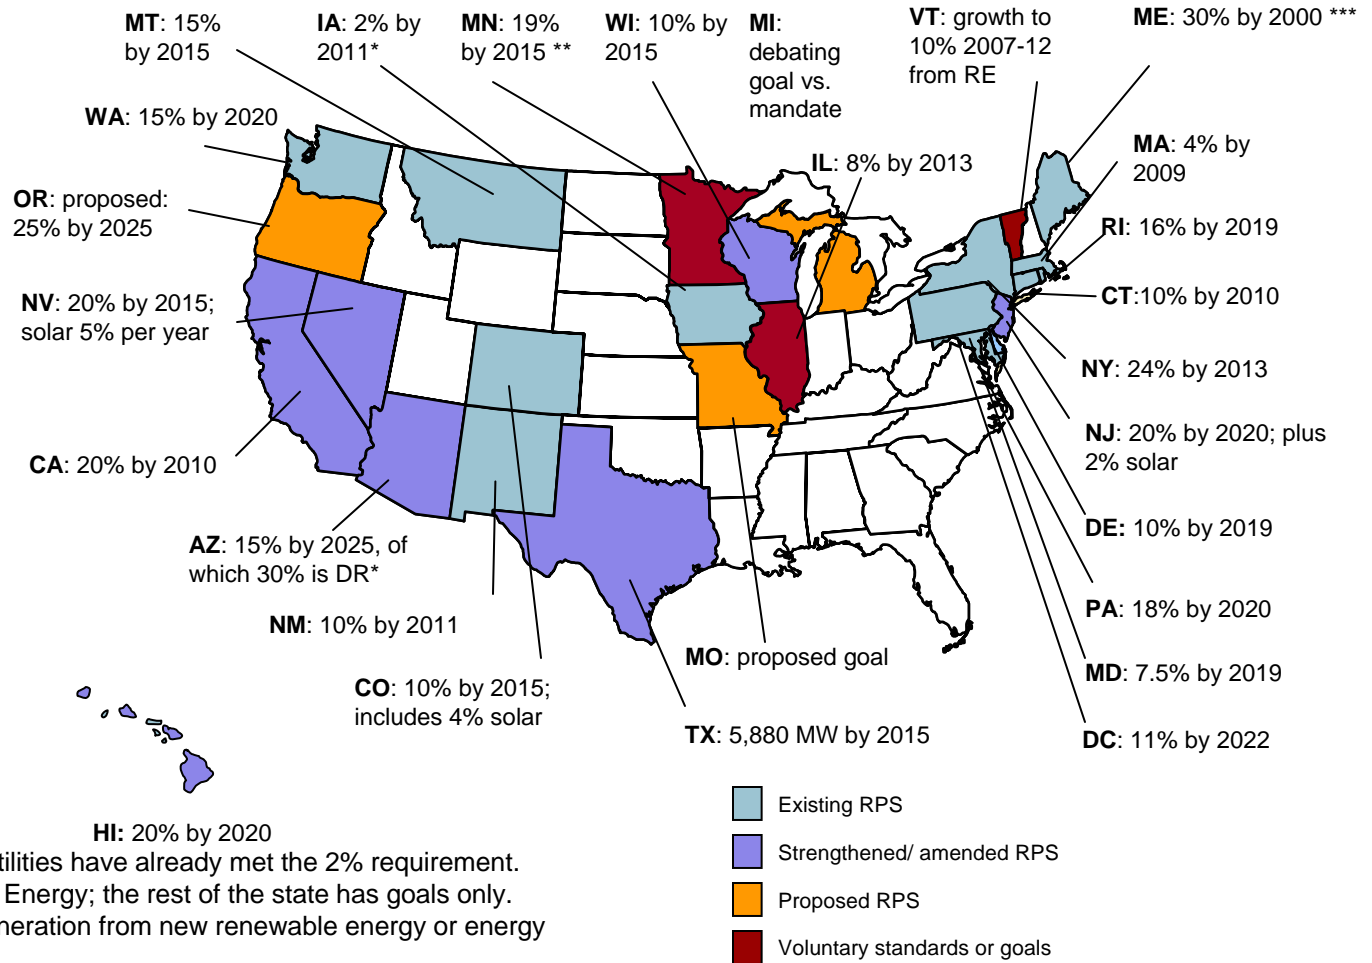 MT: 15%
by 2015
IA: 2% by
2011*
MN: 19%
by 2015 **
WI: 10% by
2015
MI:
debating
goal vs.
mandate
VT: growth to
10% 2007-12
from RE
ME: 30% by 2000 ***
WA: 15% by 2020
MA: 4% by
2009
IL: 8% by 2013
OR: proposed:
25% by 2025
RI: 16% by 2019
NV: 20% by 2015;
solar 5% per year
CT:10% by 2010
NY: 24% by 2013
NJ: 20% by 2020; plus
2% solar
CA: 20% by 2010
DE: 10% by 2019
AZ: 15% by 2025, of
which 30% is DR*
PA: 18% by 2020
NM: 10% by 2011
MO: proposed goal
MD: 7.5% by 2019
CO: 10% by 2015;
includes 4% solar
TX: 5,880 MW by 2015
DC: 11% by 2022
HI: 20% by 2020
tilities have already met the 2% requirement.
Energy; the rest of the state has goals only.
neration from new renewable energy or energy
Existing RPS
Strengthened/ amended RPS
Proposed RPS
Voluntary standards or goals